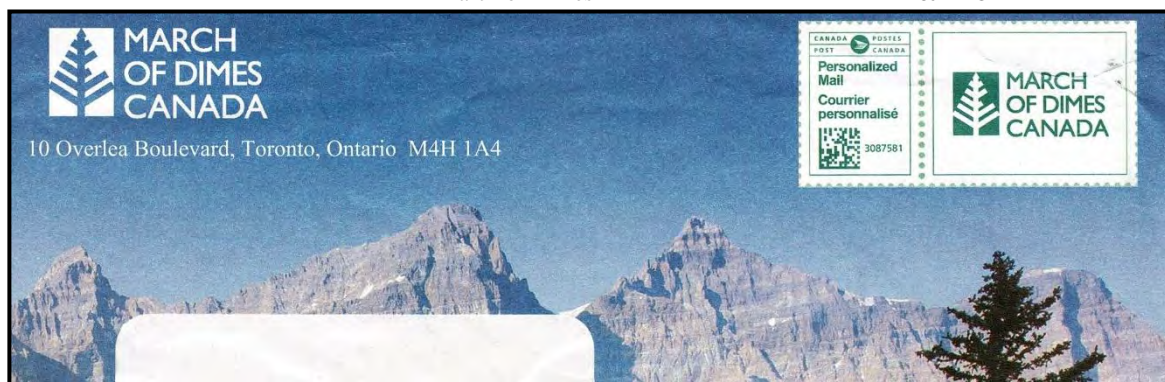 MARCH
OF DIMES
CANADA
10 Overlea Boulevard, Toronto, Ontario M4H 1A4
CANADA POSTES
POST CANADA
Personalized
Mail
Courrier
personnalisé
3087581
MARCH
OF DIMES
CANADA